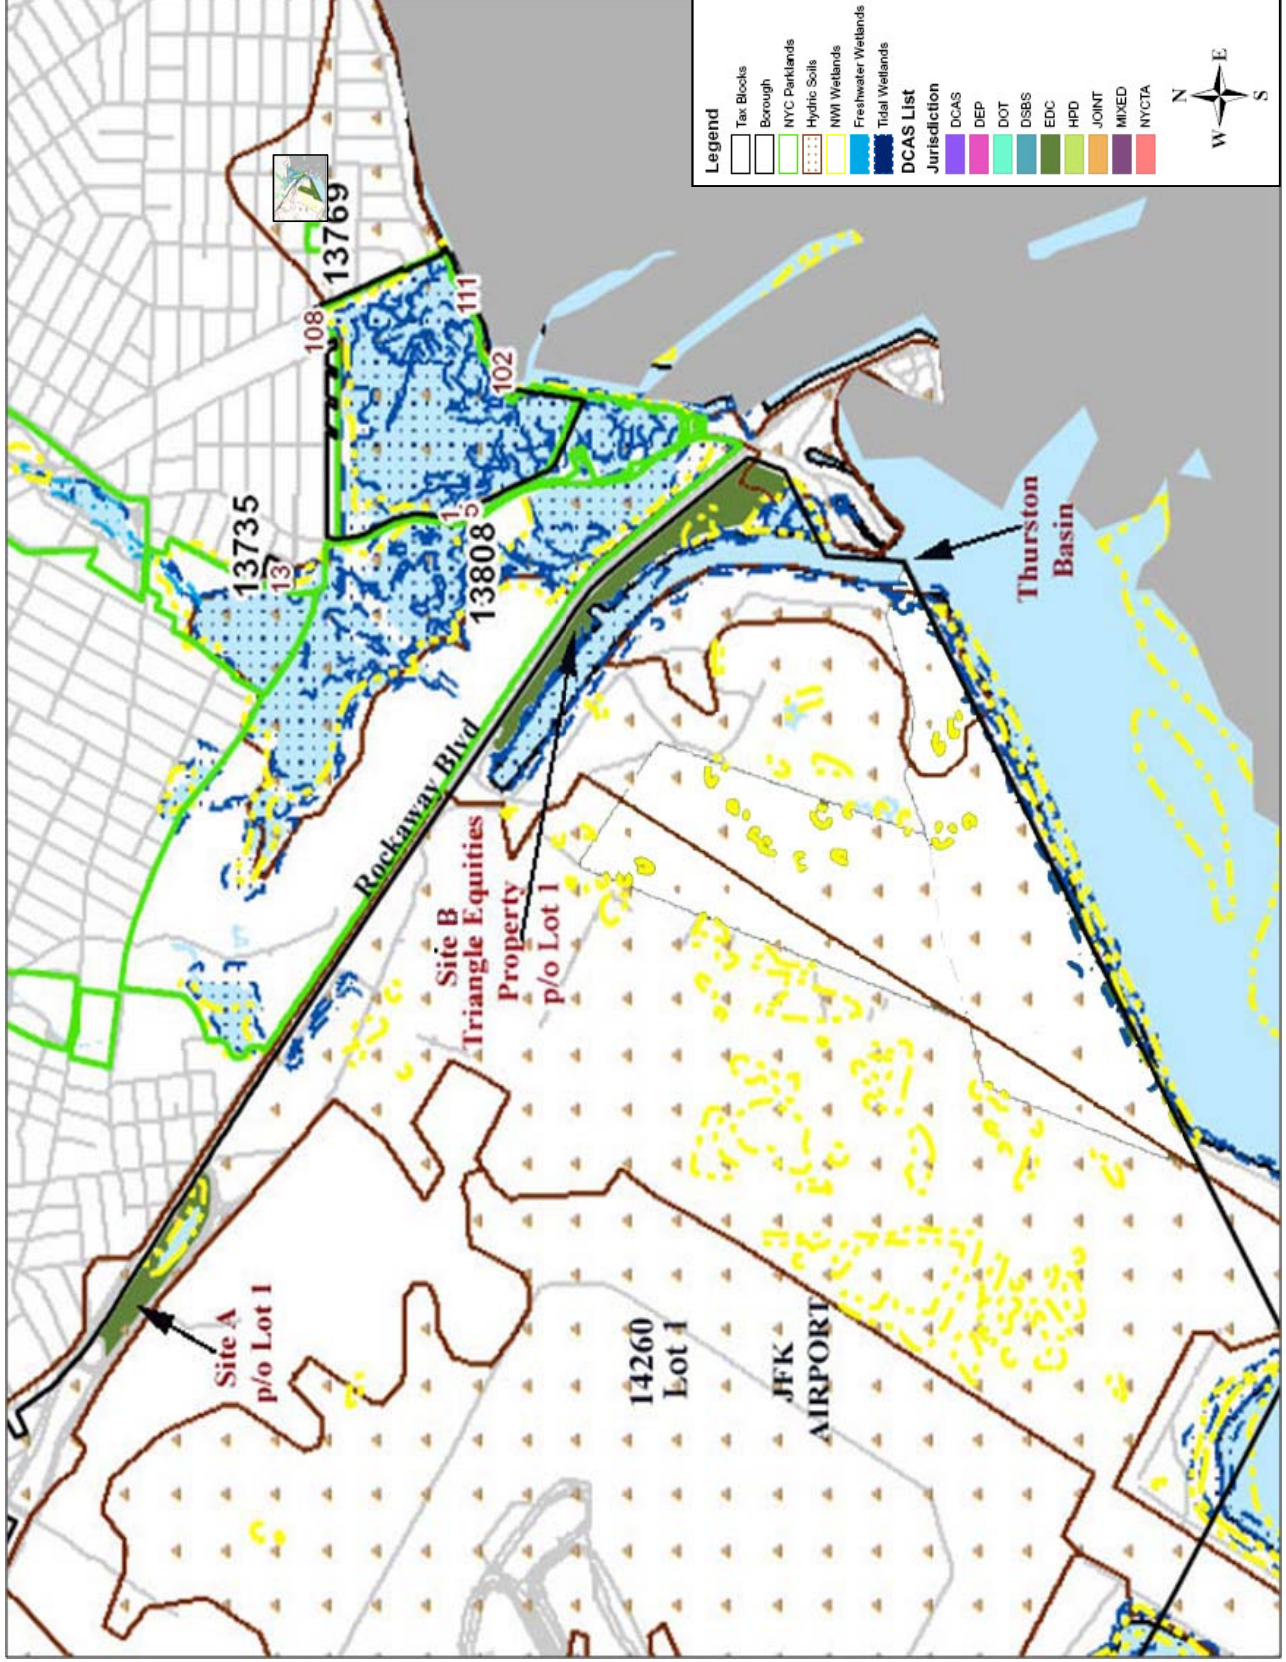 13735
13
108
13769
111
102
1
5
13808
Rockaway Blvd
Site B
Triangle Equities
Property
p/o Lot 1
Site A
p/o Lot 1
14260
Lot 1
JFK
AIRPORT
Thurston
Basin
Legend
Tax Blocks
Borough
NYC Parklands
Hydric Soils
NWI Wetlands
Freshwater Wetlands
Tidal Wetlands
DCAS List
Jurisdiction
DCAS
DEP
DOT
DSBS
EDC
HPD
JOINT
MIXED
NYCTA
N
W E
S